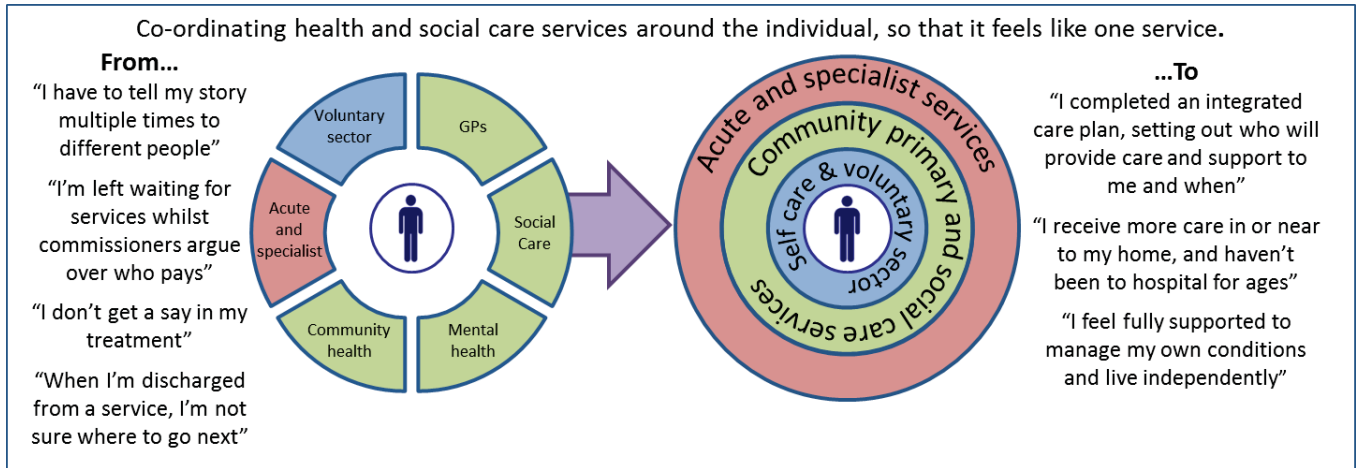 Co-ordinating health and social care services around the individual, so that it feels like one service.
From...
“I have to tell my story
multiple times to
different people”
“I’m left waiting for
services whilst
commissioners argue
over who pays”
“I don’t get a say in my
treatment”
“When I’m discharged
from a service, I’m not
sure where to go next”
Voluntary
sector
GPs
Acute
and
specialist
Social
Care
Community
health
Mental
health
Acute and specialist services
Community primary and social care services
Self care & voluntary sector
...To
“I completed an integrated
care plan, setting out who will
provide care and support to
me and when”
“I receive more care in or near
to my home, and haven’t
been to hospital for ages”
“I feel fully supported to
manage my own conditions
and live independently”